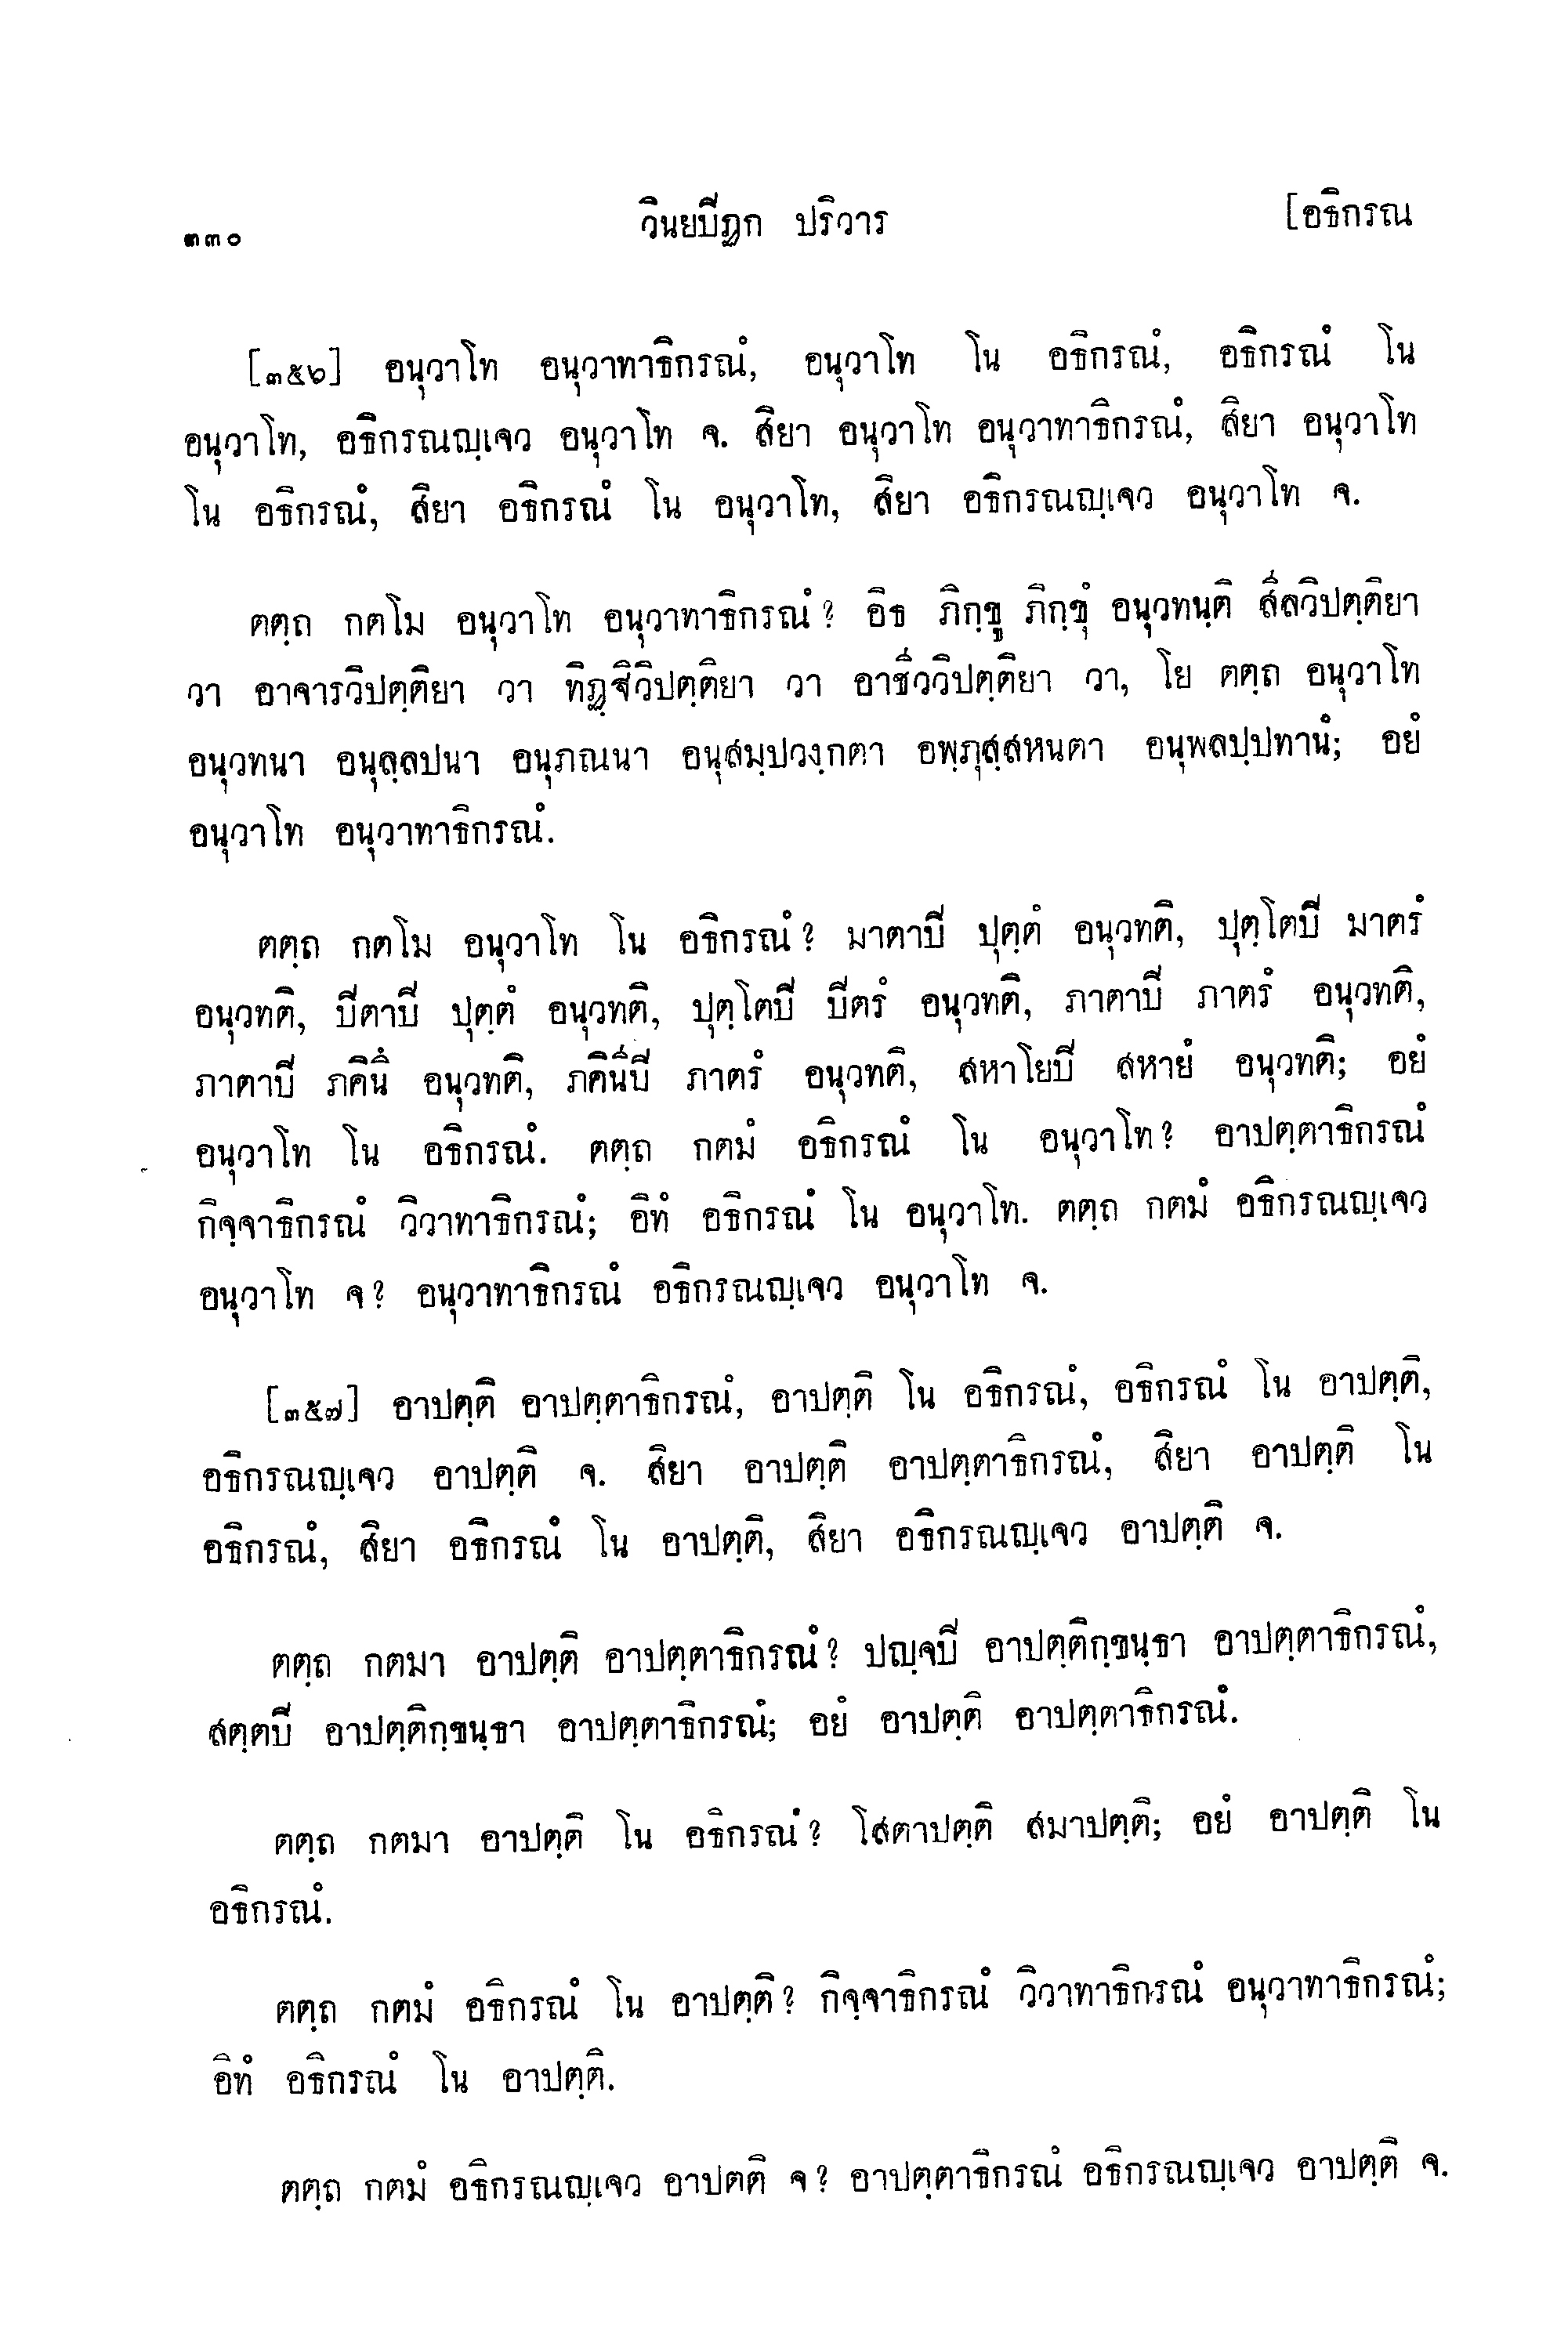 ๓๓๐ วินยปิฏก ปริวาร [อธิกรณ
[๓๕๖] อนุวาโท อนุวาทาธิกรณํ, อนุวาโท โน อธิกรณํ, อธิกรณํ โน
อนุวาโท, อธิกรณญฺเจว อนุวาโท จ. สิยา อนุวาโท อนุวาทาธิกรณํ, สิยา อนุวาโท
โน อธิกรณํ, สิยา อธิกรณํ โน อนุวาโท, สิยา อธิกรณญฺเจว อนุวาโท จ.
ตตฺถ กตโม อนุวาโท อนุวาทาธิกรณํ? อิธ ภิกฺขู ภิกฺขุํ อนุวทนฺติ สีลวิปตฺติยา
วา อาจารวิปตฺติยา วา ทิฏฺฐิวิปตฺติยา วา อาชีววิปตฺติยา วา, โย ตตฺถ อนุวาโท
อนุวทนา อนุลฺลปนา อนุภณนา อนุสมฺปวงฺกตา อพฺภุสฺสหนตา อนุพลปฺปทานํ; อยํ
อนุวาโท อนุวาทาธิกรณํ.
ตตฺถ กตโม อนุวาโท โน อธิกรณํ? มาตาปิ ปุตฺตํ อนุวทติ, ปุตฺโตปิ มาตรํ
อนุวทติ, ปิตาปิ ปุตฺตํ อนุวทติ, ปุตฺโตปิ ปิตรํ อนุวทติ, ภาตาปิ ภาตรํ อนุวทติ,
ภาตาปิ ภคินึ อนุวทติ, ภคินีปิ ภาตรํ อนุวทติ, สหาโยปิ สหายํ อนุวทติ; อยํ
อนุวาโท โน อธิกรณํ. ตตฺถ กตมํ อธิกรณํ โน อนุวาโท? อาปตฺตาธิกรณํ
กิจฺจาธิกรณํ วิวาทาธิกรณํ; อิทํ อธิกรณํ โน อนุวาโท. ตตฺถ กตมํ อธิกรณญฺเจว
อนุวาโท จ? อนุวาทาธิกรณํ อธิกรณญฺเจว อนุวาโท จ.
[๓๕๗] อาปตฺติ อาปตฺตาธิกรณํ, อาปตฺติ โน อธิกรณํ, อธิกรณํ โน อาปตฺติ,
อธิกรณญฺเจว อาปตฺติ จ. สิยา อาปตฺติ อาปตฺตาธิกรณํ, สิยา อาปตฺติ โน
อธิกรณํ, สิยา อธิกรณํ โน อาปตฺติ, สิยา อธิกรณญฺเจว อาปตฺติ จ.
ตตฺถ กตมา อาปตฺติ อาปตฺตาธิกรณํ? ปญฺจปิ อาปตฺติกฺขนฺธา อาปตฺตาธิกรณํ,
สตฺตปิ อาปตฺติกฺขนฺธา อาปตฺตาธิกรณํ; อยํ อาปตฺติ อาปตฺตาธิกรณํ.
ตตฺถ กตมา อาปตฺติ โน อธิกรณํ? โสตาปตฺติ สมาปตฺติ; อยํ อาปตฺติ โน
อธิกรณํ.
ตตฺถ กตมํ อธิกรณํ โน อาปตฺติ? กิจฺจาธิกรณํ วิวาทาธิกรณํ อนุวาทาธิกรณํ;
อิทํ อธิกรณํ โน อาปตฺติ.
ตตฺถ กตมํ อธิกรณญฺเจว อาปตติ จ? อาปตฺตาธิกรณํ อธิกรณญฺเจว อาปตฺติ จ.